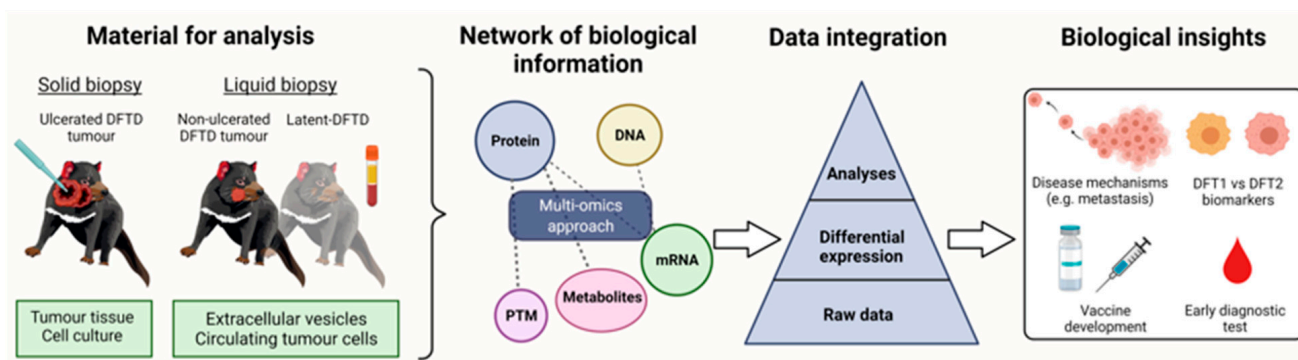 Material for analysis
Solid biopsy
Liquid biopsy
Ulcerated DFTD
tumour
Non-ulcerated
DFTD tumour
Latent-DFTD
Tumour tissue
Cell culture
Extracellular vesicles
Circulating tumour cells
Network of biological
information
Protein
DNA
Multi-omics
approach
mRNA
Metabolites
PTM
Data integration
Analyses
Differential
expression
Raw data
Biological insights
Disease mechanisms
(e.g. metastasis)
DFT1 vs DFT2
biomarkers
Vaccine
development
Early diagnostic
test